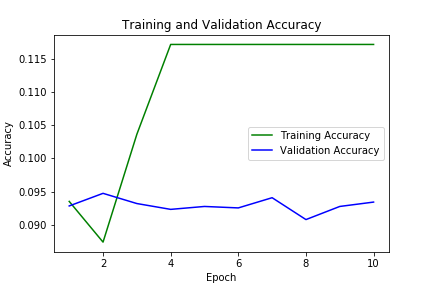 Training and Validation Accuracy
Accuracy
0.115
0.110
0.105
0.100
0.095
0.090
Training Accuracy
Validation Accuracy
2 4 6 8 10
Epoch